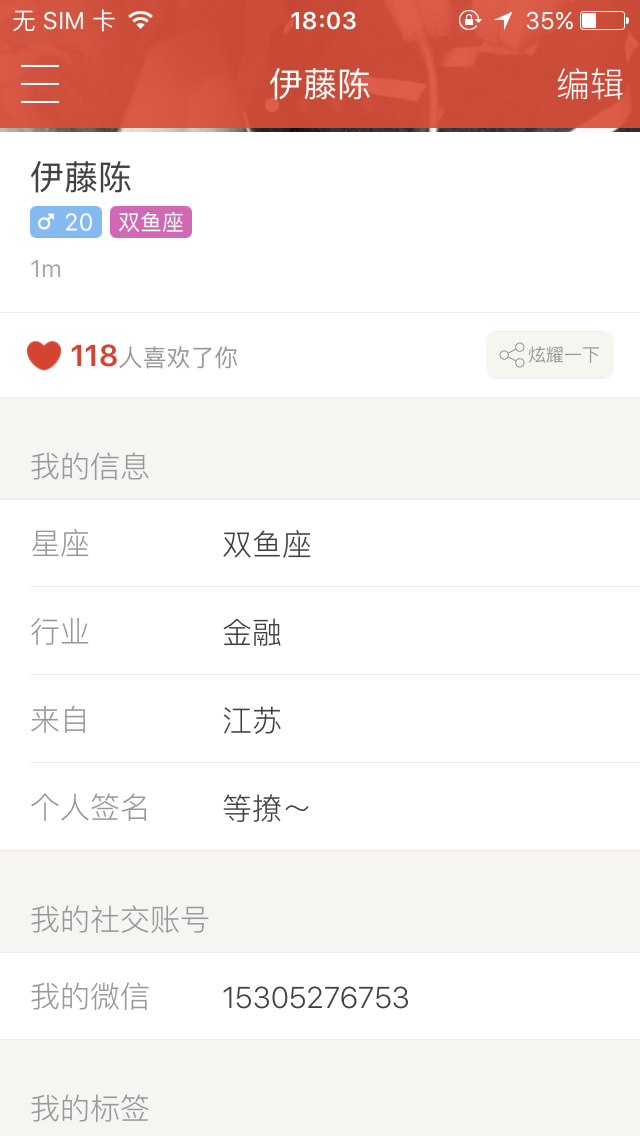 无 SIM 卡 18:03 35%
伊藤陈 编辑
伊藤陈
♂ 20 双鱼座
1m
118人喜欢了你 炫耀一下
我的信息
星座 双鱼座
行业 金融
来自 江苏
个人签名 等撩～
我的社交账号
我的微信 15305276753
我的标签